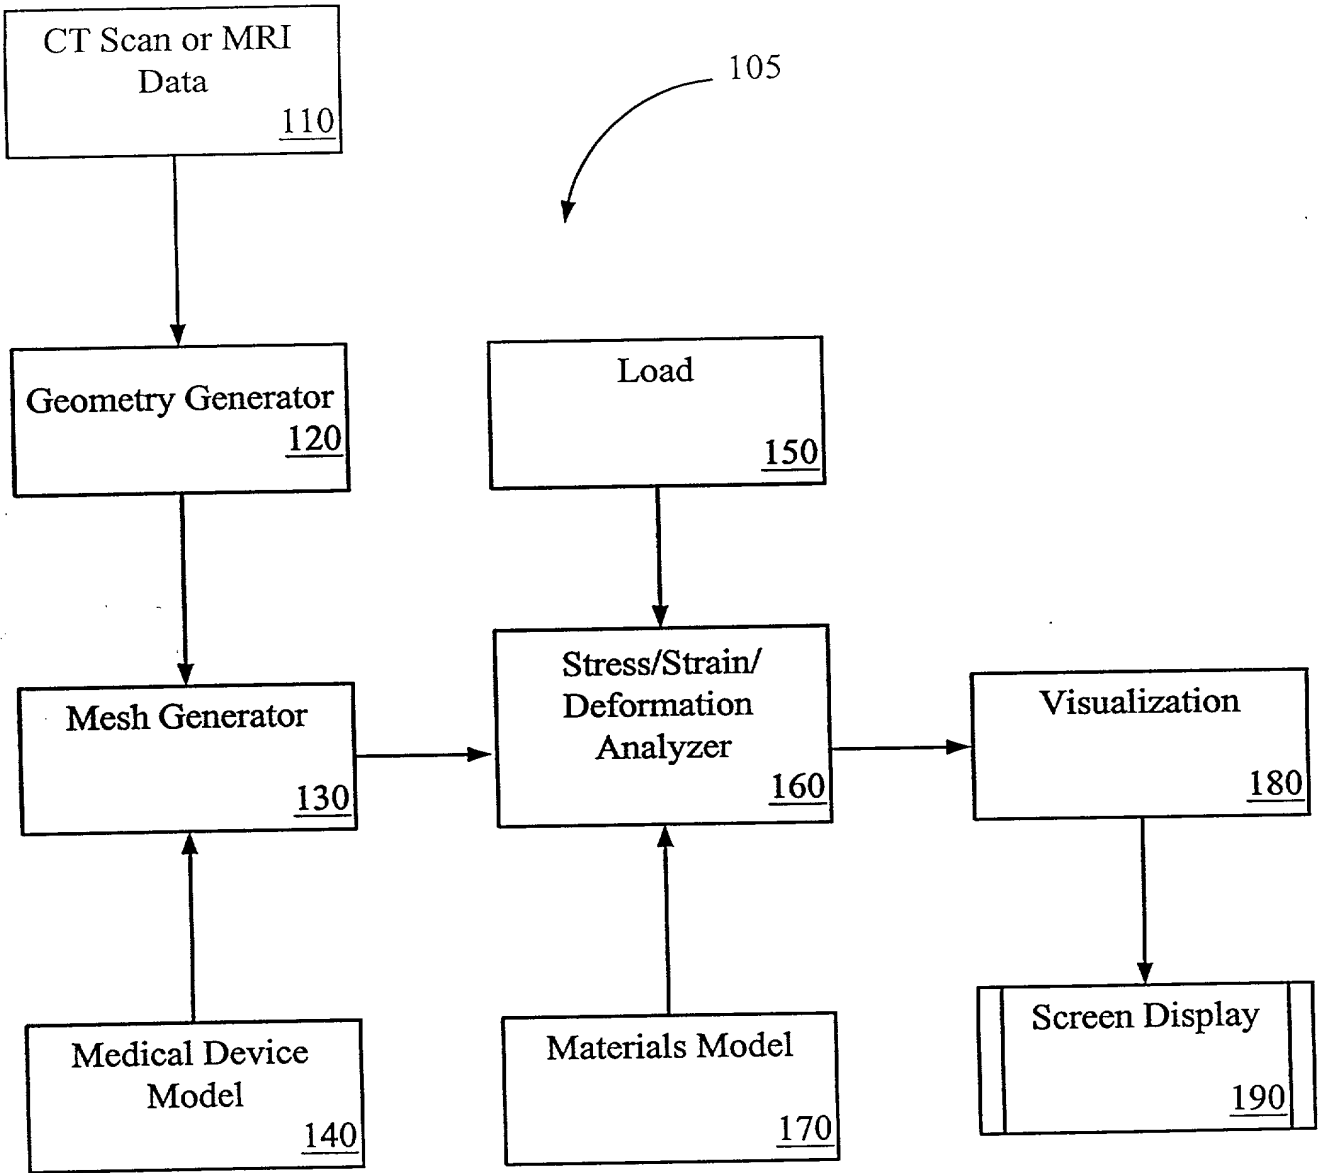 CT Scan or MRI
Data
110
105
Geometry Generator
120
Load
150
Mesh Generator
130
Stress/Strain/
Deformation
Analyzer
160
Visualization
180
Medical Device
Model
140
Materials Model
170
Screen Display
190